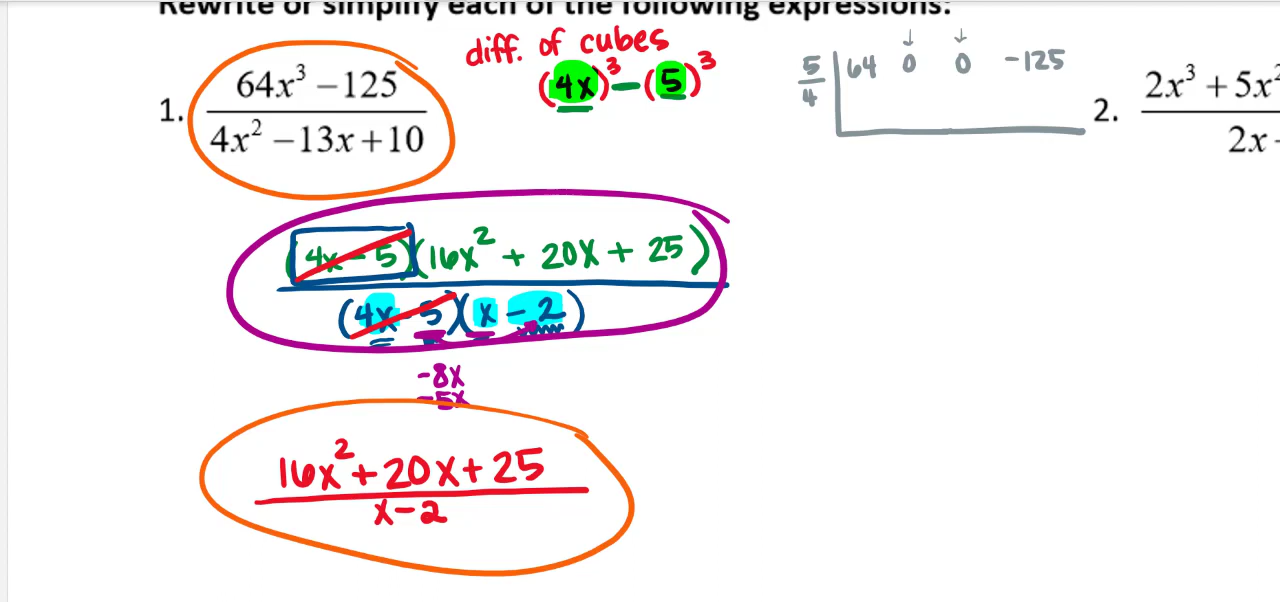 Rewrite or simplify each of the following expressions:
diff. of cubes
(4x)³ − (5)³
1. (64x³ − 125)/(4x² − 13x + 10)
5/4 | 64 0 0 -125
2. 2x³ + 5x²
2x -
(4x − 5)(16x² + 20x + 25)
(4x − 5)(x − 2)
-8x
-5x
16x² + 20x + 25
x − 2